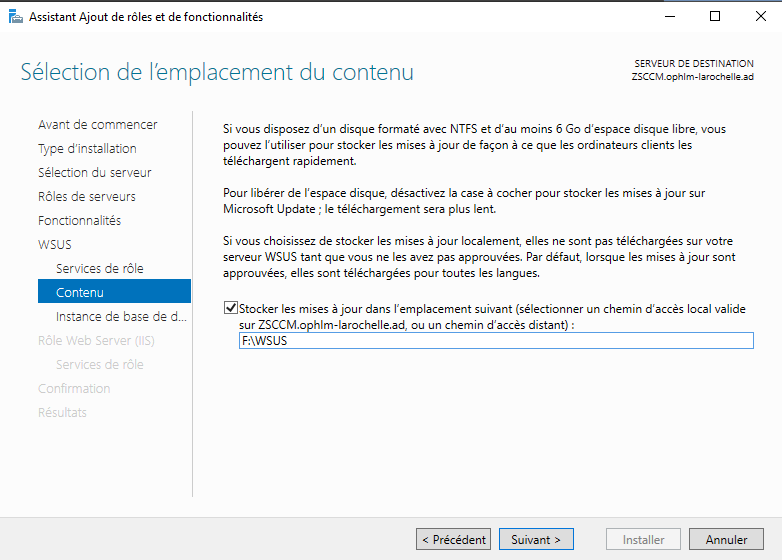 Assistant Ajout de rôles et de fonctionnalités
Sélection de l'emplacement du contenu
SERVEUR DE DESTINATION
ZSCCM.ophlm-larochelle.ad
Avant de commencer
Type d'installation
Sélection du serveur
Rôles de serveurs
Fonctionnalités
WSUS
Services de rôle
Contenu
Instance de base de d...
Rôle Web Server (IIS)
Services de rôle
Confirmation
Résultats
Si vous disposez d'un disque formaté avec NTFS et d'au moins 6 Go d'espace disque libre, vous
pouvez l'utiliser pour stocker les mises à jour de façon à ce que les ordinateurs clients les
téléchargent rapidement.
Pour libérer de l'espace disque, désactivez la case à cocher pour stocker les mises à jour sur
Microsoft Update ; le téléchargement sera plus lent.
Si vous choisissez de stocker les mises à jour localement, elles ne sont pas téléchargées sur votre
serveur WSUS tant que vous ne les avez pas approuvées. Par défaut, lorsque les mises à jour sont
approuvées, elles sont téléchargées pour toutes les langues.
Stocker les mises à jour dans l'emplacement suivant (sélectionner un chemin d'accès local valide
sur ZSCCM.ophlm-larochelle.ad, ou un chemin d'accès distant) :
F:\WSUS
< Précédent
Suivant >
Installer
Annuler